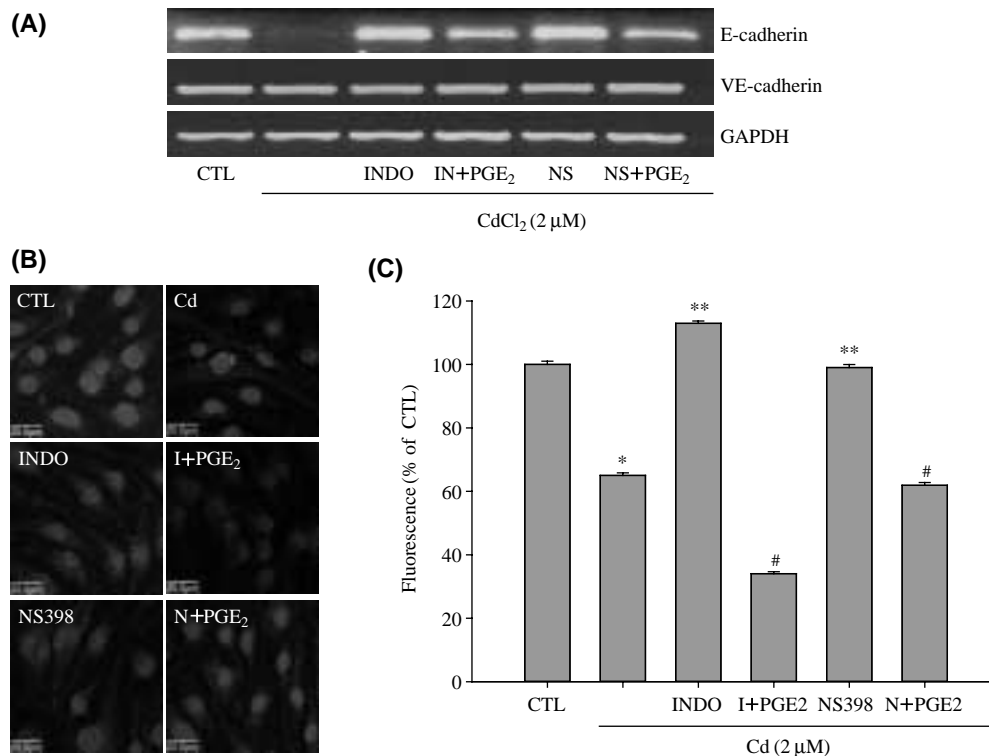 (A)
E-cadherin
VE-cadherin
GAPDH
CTL INDO IN+PGE₂ NS NS+PGE₂
CdCl₂ (2 µM)
(B)
CTL Cd
INDO I+PGE₂
NS398 N+PGE₂
(C)
Fluorescence (% of CTL)
120
100
80
60
40
20
0
**
**
*
#
#
CTL INDO I+PGE2 NS398 N+PGE2
Cd (2 µM)